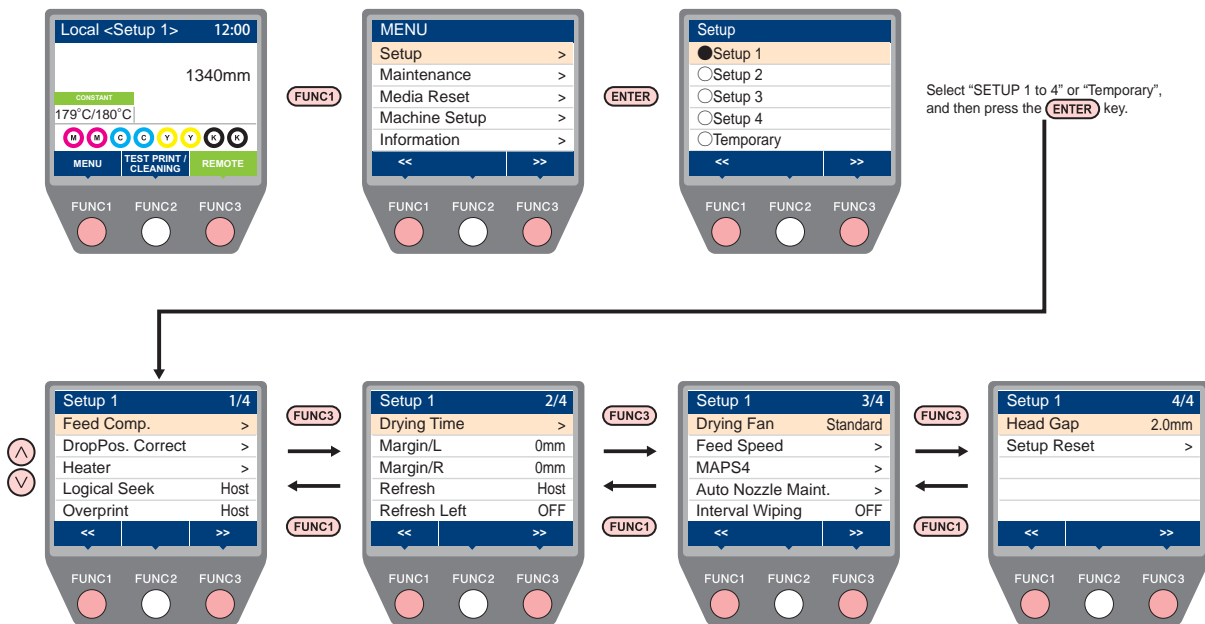 Local <Setup 1> 12:00
1340mm
CONSTANT
179°C/180°C
M M C C Y Y K K
MENU TEST PRINT / CLEANING REMOTE
FUNC1 FUNC2 FUNC3
FUNC1
MENU
Setup >
Maintenance >
Media Reset >
Machine Setup >
Information >
<< >>
FUNC1 FUNC2 FUNC3
ENTER
Setup
Setup 1
Setup 2
Setup 3
Setup 4
Temporary
<< >>
FUNC1 FUNC2 FUNC3
Select “SETUP 1 to 4” or “Temporary”,
and then press the ENTER key.
Setup 1 1/4
Feed Comp. >
DropPos. Correct >
Heater >
Logical Seek Host
Overprint Host
<< >>
FUNC1 FUNC2 FUNC3
FUNC3
FUNC1
Setup 1 2/4
Drying Time >
Margin/L 0mm
Margin/R 0mm
Refresh Host
Refresh Left OFF
<< >>
FUNC1 FUNC2 FUNC3
FUNC3
FUNC1
Setup 1 3/4
Drying Fan Standard
Feed Speed >
MAPS4 >
Auto Nozzle Maint. >
Interval Wiping OFF
<< >>
FUNC1 FUNC2 FUNC3
FUNC3
FUNC1
Setup 1 4/4
Head Gap 2.0mm
Setup Reset >
<< >>
FUNC1 FUNC2 FUNC3